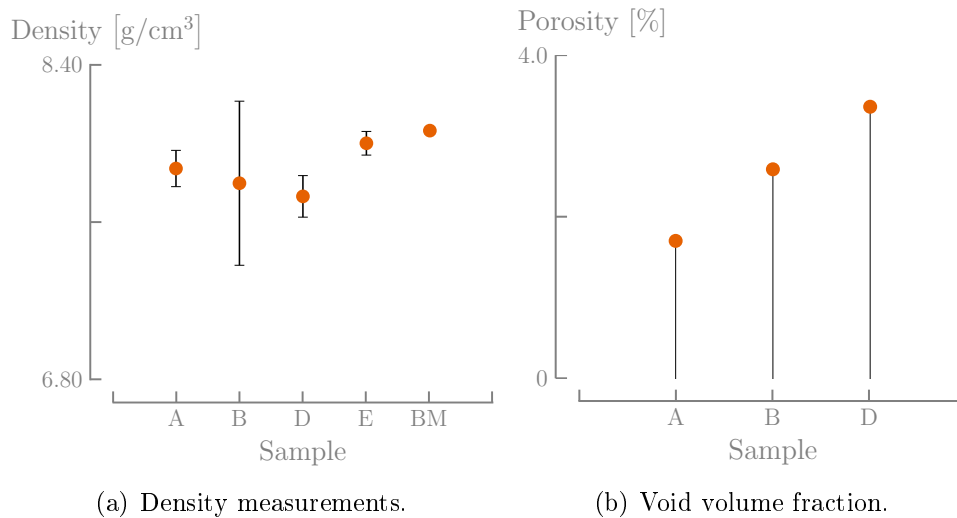 Density [g/cm³]
8.40
6.80
A B D E BM
Sample
(a) Density measurements.
Porosity [%]
4.0
0
A B D
Sample
(b) Void volume fraction.